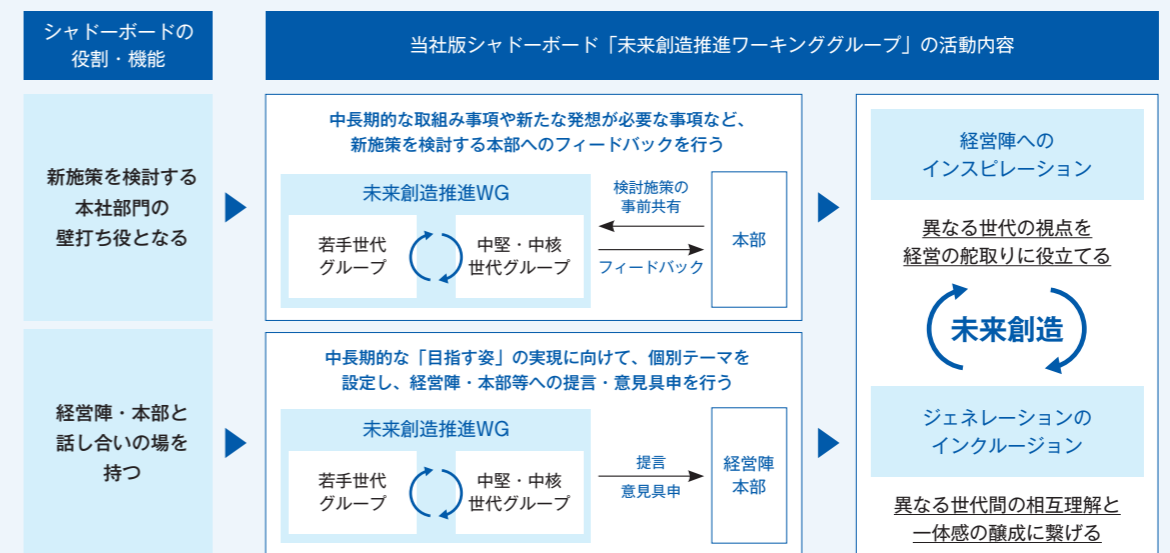 シャドーボードの
役割・機能
当社版シャドーボード「未来創造推進ワーキンググループ」の活動内容
新施策を検討する
本社部門の
壁打ち役となる
中長期的な取組み事項や新たな発想が必要な事項など、
新施策を検討する本部へのフィードバックを行う
未来創造推進WG
若手世代
グループ
中堅・中核
世代グループ
検討施策の
事前共有
フィードバック
本部
経営陣・本部と
話し合いの場を
持つ
中長期的な「目指す姿」の実現に向けて、個別テーマを
設定し、経営陣・本部等への提言・意見具申を行う
未来創造推進WG
若手世代
グループ
中堅・中核
世代グループ
提言
意見具申
経営陣
本部
経営陣への
インスピレーション
異なる世代の視点を
経営の舵取りに役立てる
未来創造
ジェネレーションの
インクルージョン
異なる世代間の相互理解と
一体感の醸成に繋げる